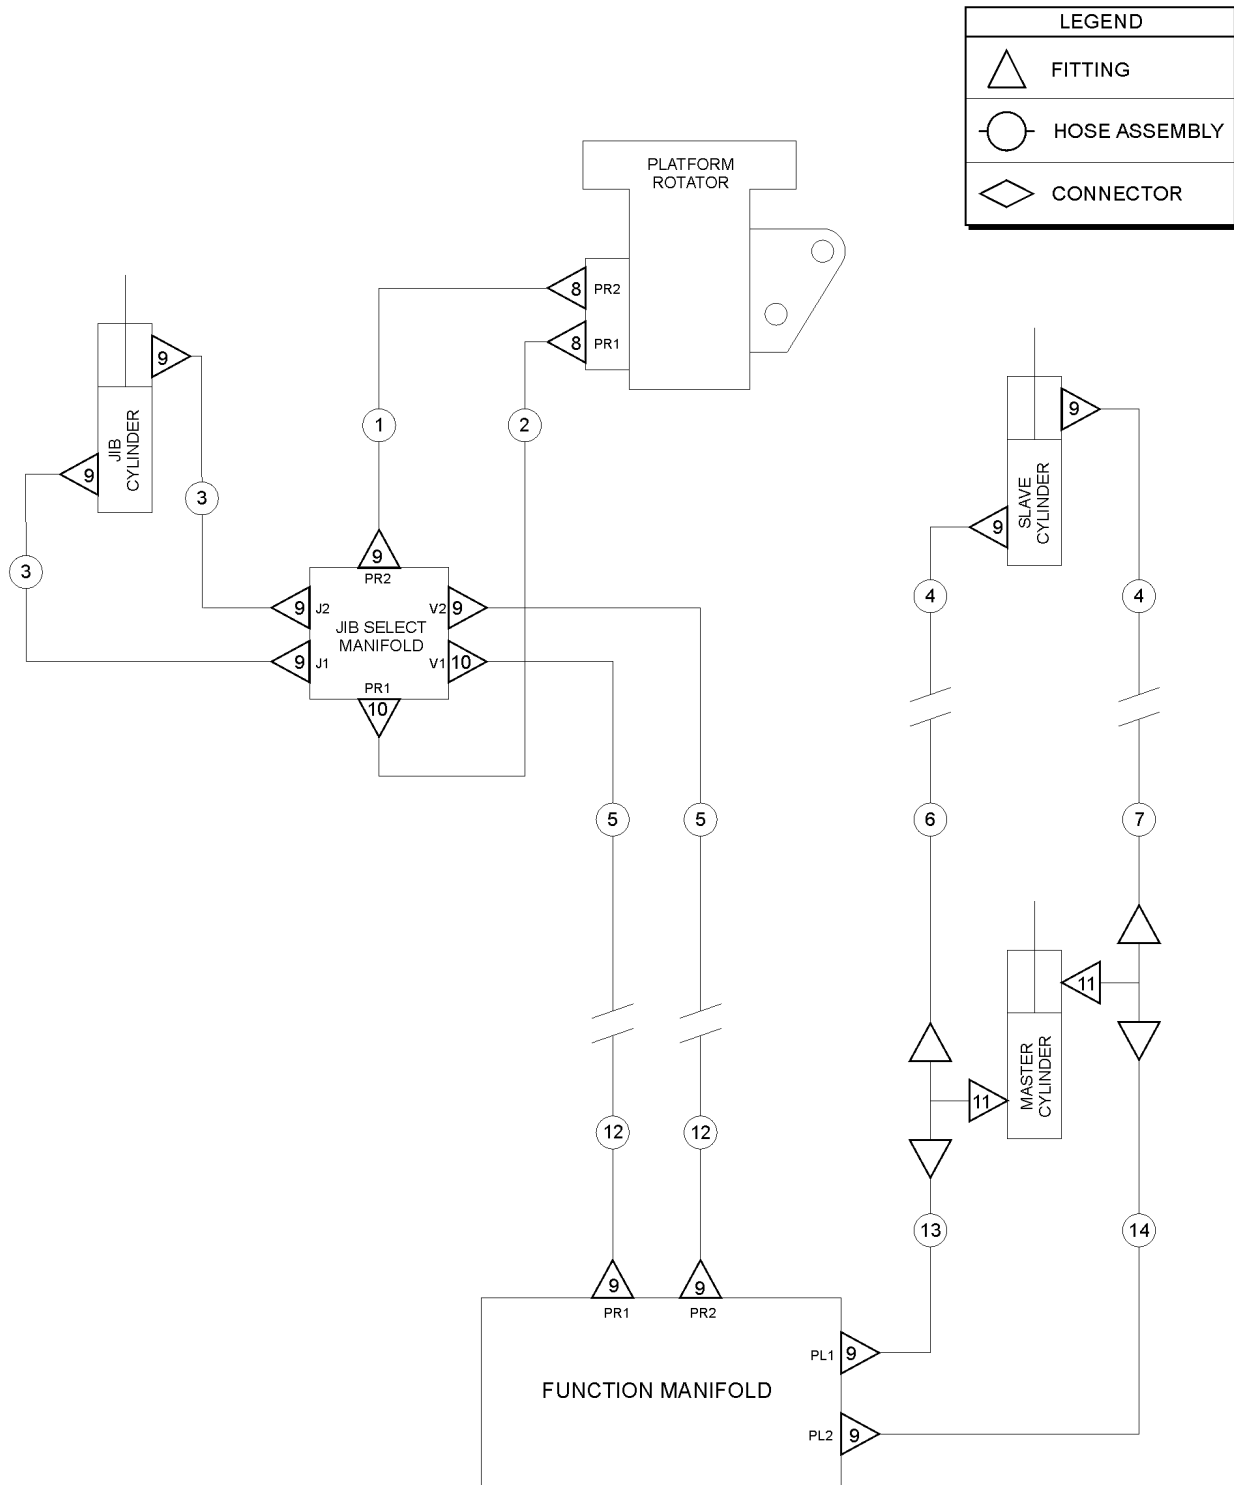 LEGEND
FITTING
HOSE ASSEMBLY
CONNECTOR
PLATFORM
ROTATOR
8 PR2
8 PR1
9
9
JIB
CYLINDER
1
2
3
3
9
PR2
9 J2
V2 9
JIB SELECT
MANIFOLD
9 J1
V1 10
PR1
10
9
9
SLAVE
CYLINDER
4
4
5
5
6
7
11
11
MASTER
CYLINDER
12
12
13
14
9
PR1
9
PR2
PL1 9
FUNCTION MANIFOLD
PL2 9